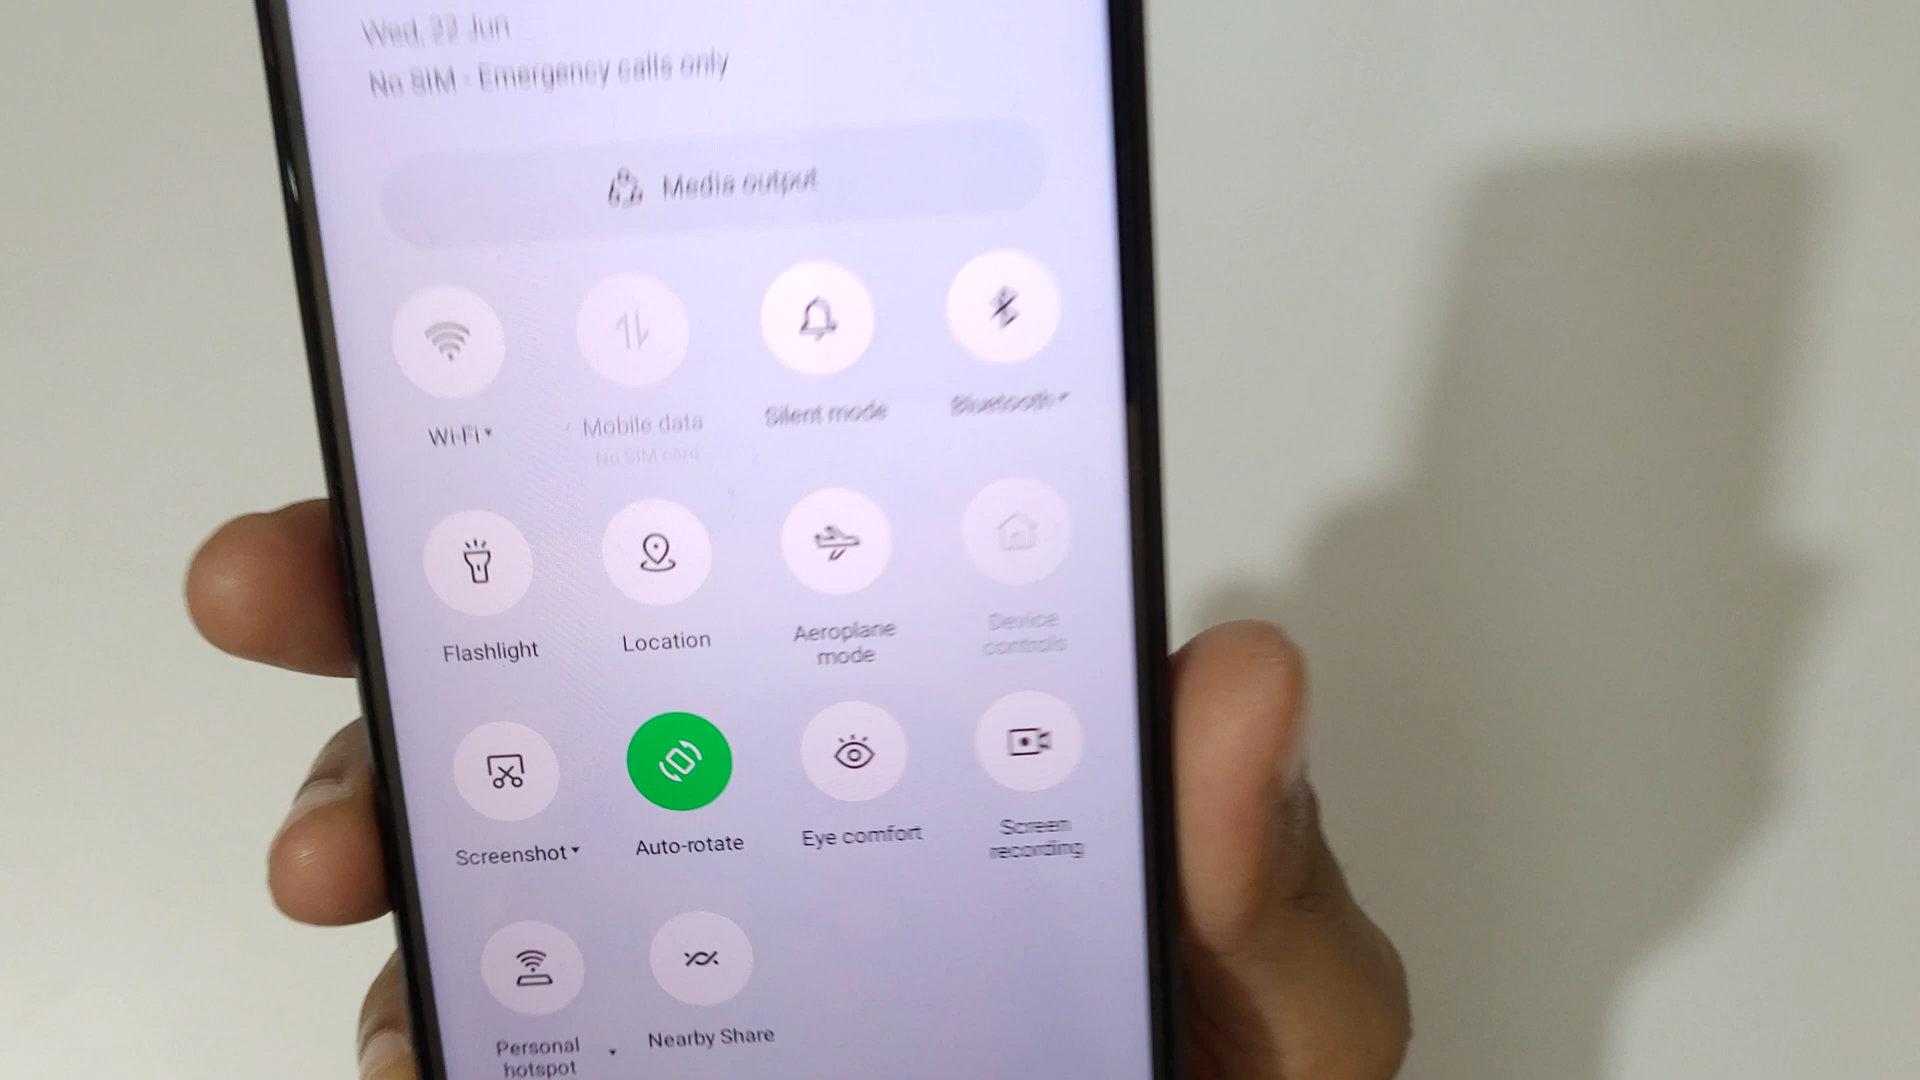 Wed, 22 Jun
No SIM - Emergency calls only
Media output
Wi-Fi
Mobile data
No SIM card
Silent mode
Bluetooth
Flashlight
Location
Aeroplane
mode
Device
controls
Screenshot
Auto-rotate
Eye comfort
Screen
recording
Personal
hotspot
Nearby Share